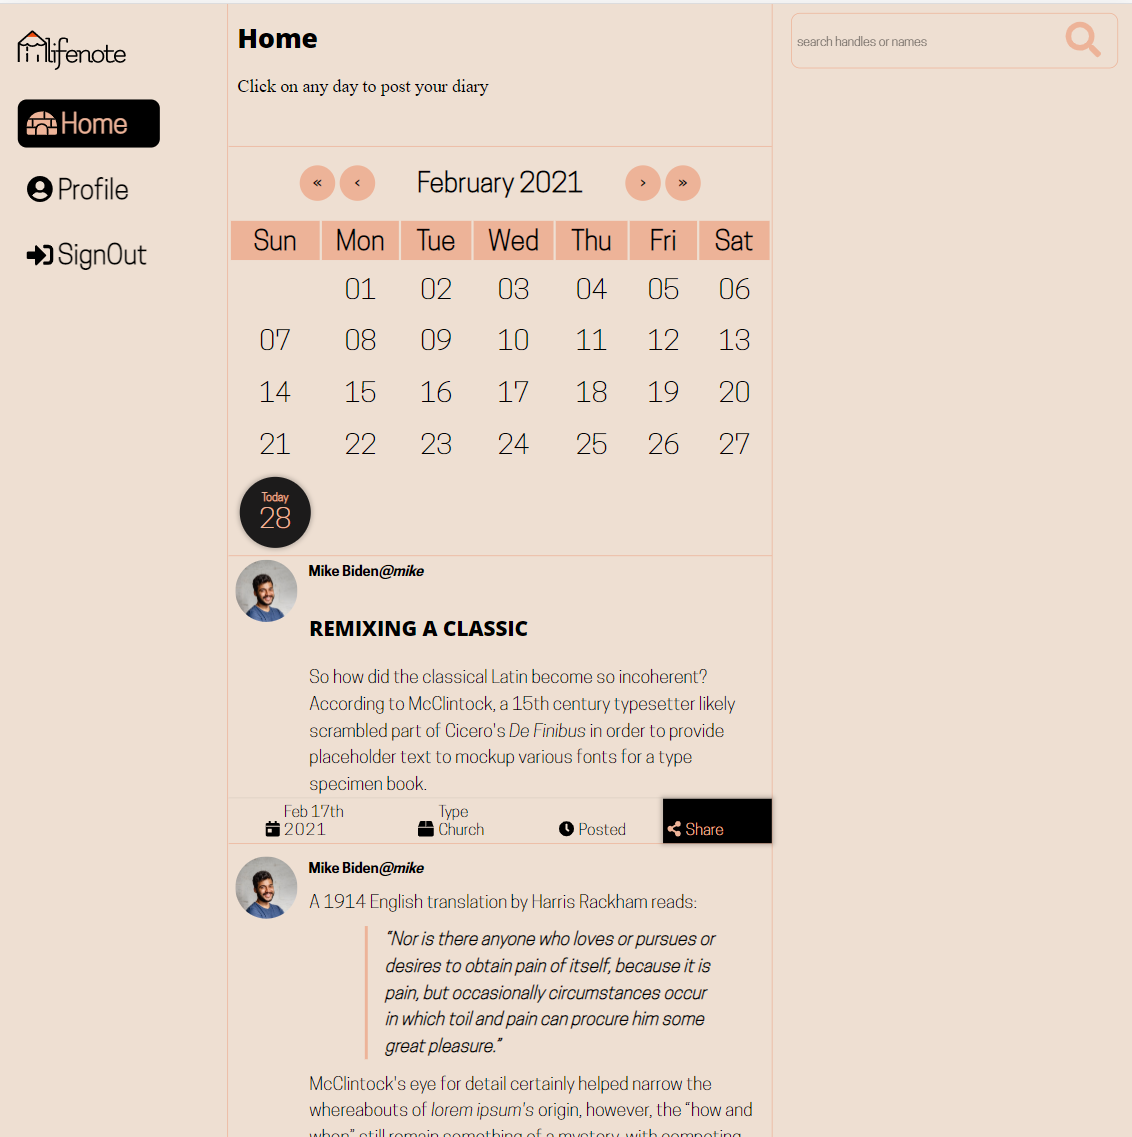 lifenote
Home
Profile
SignOut
Home
Click on any day to post your diary
search handles or names
« ‹ February 2021 › »
Sun Mon Tue Wed Thu Fri Sat
01 02 03 04 05 06
07 08 09 10 11 12 13
14 15 16 17 18 19 20
21 22 23 24 25 26 27
Today
28
Mike Biden@mike
REMIXING A CLASSIC
So how did the classical Latin become so incoherent?
According to McClintock, a 15th century typesetter likely
scrambled part of Cicero's De Finibus in order to provide
placeholder text to mockup various fonts for a type
specimen book.
Feb 17th
2021
Type
Church
Posted
Share
Mike Biden@mike
A 1914 English translation by Harris Rackham reads:
“Nor is there anyone who loves or pursues or
desires to obtain pain of itself, because it is
pain, but occasionally circumstances occur
in which toil and pain can procure him some
great pleasure.”
McClintock's eye for detail certainly helped narrow the
whereabouts of lorem ipsum's origin, however, the “how and
when” still remain something of a mystery, with competing